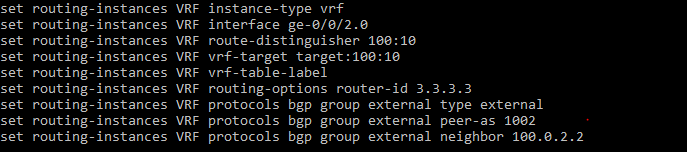 set routing-instances VRF instance-type vrf
set routing-instances VRF interface ge-0/0/2.0
set routing-instances VRF route-distinguisher 100:10
set routing-instances VRF vrf-target target:100:10
set routing-instances VRF vrf-table-label
set routing-instances VRF routing-options router-id 3.3.3.3
set routing-instances VRF protocols bgp group external type external
set routing-instances VRF protocols bgp group external peer-as 1002
set routing-instances VRF protocols bgp group external neighbor 100.0.2.2